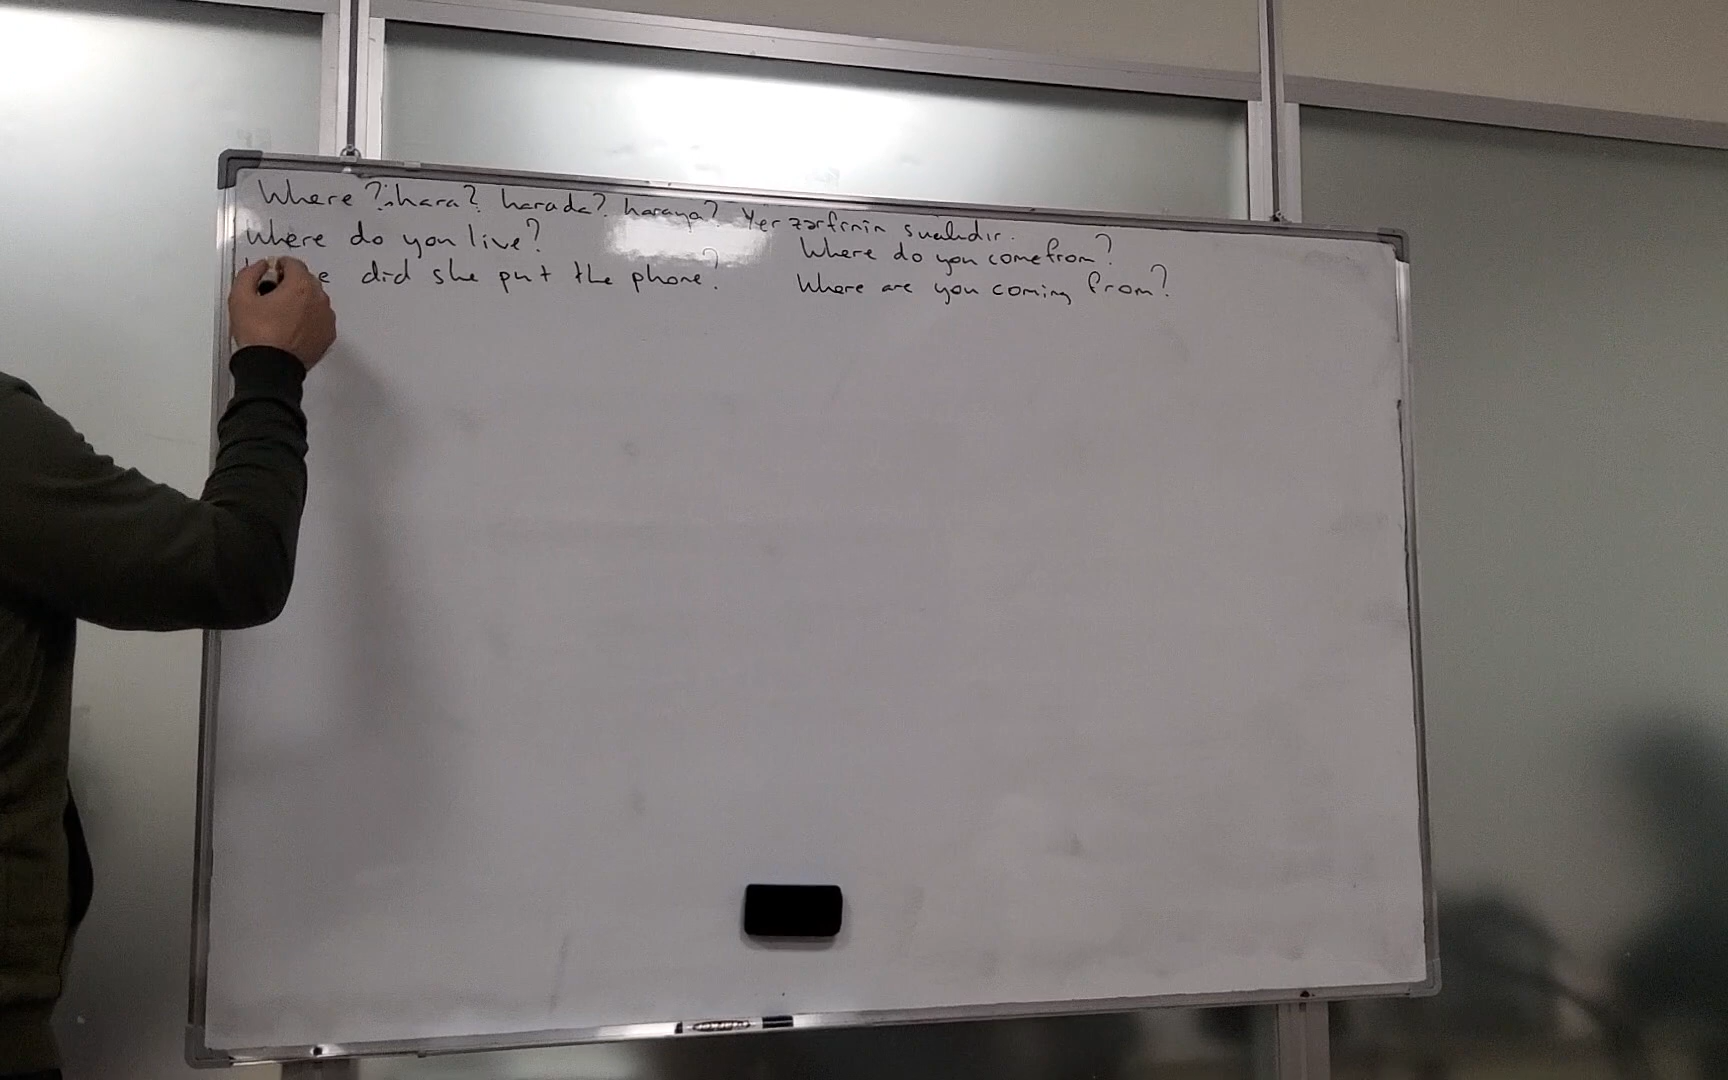 Where?: hara? harada? haraya? Yer zərfinin sualıdır.
Where do you live?
did she put the phone?
Where do you come from?
Where are you coming from?